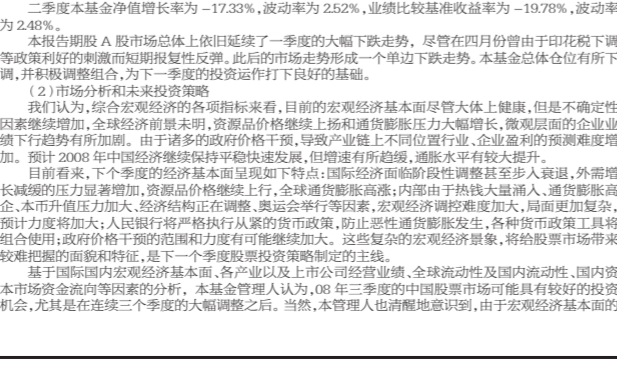 二季度本基金净值增长率为 -17.33%,波动率为 2.52%,业绩比较基准收益率为 -19.78%,波动率
为 2.48%。
本报告期股 A 股市场总体上依旧延续了一季度的大幅下跌走势，尽管在四月份曾由于印花税下调
等政策利好的刺激而短期报复性反弹。此后的市场走势形成一个单边下跌走势。本基金总体仓位有所下
调,并积极调整组合,为下一季度的投资运作打下良好的基础。
(2)市场分析和未来投资策略
我们认为,综合宏观经济的各项指标来看,目前的宏观经济基本面尽管大体上健康,但是不确定性
因素继续增加,全球经济前景未明,资源品价格继续上扬和通货膨胀压力大幅增长,微观层面的企业业
绩下行趋势有所加剧。由于诸多的政府价格干预,导致产业链上不同位置行业、企业盈利的预测难度增
加。预计 2008 年中国经济继续保持平稳快速发展,但增速有所趋缓,通胀水平有较大提升。
目前看来,下个季度的经济基本面呈现如下特点:国际经济面临阶段性调整甚至步入衰退,外需增
长减缓的压力显著增加,资源品价格继续上行,全球通货膨胀高涨;内部由于热钱大量涌入、通货膨胀高
企、本币升值压力加大、经济结构正在调整、奥运会举行等因素,宏观经济调控难度加大,局面更加复杂,
预计力度将加大;人民银行将严格执行从紧的货币政策,防止恶性通货膨胀发生,各种货币政策工具将
组合使用;政府价格干预的范围和力度有可能继续加大。这些复杂的宏观经济景象,将给股票市场带来
较难把握的面貌和特征,是下一个季度股票投资策略制定的主线。
基于国际国内宏观经济基本面、各产业以及上市公司经营业绩、全球流动性及国内流动性、国内资
本市场资金流向等因素的分析，本基金管理人认为,08 年三季度的中国股票市场可能具有较好的投资
机会,尤其是在连续三个季度的大幅调整之后。当然,本管理人也清醒地意识到,由于宏观经济基本面的